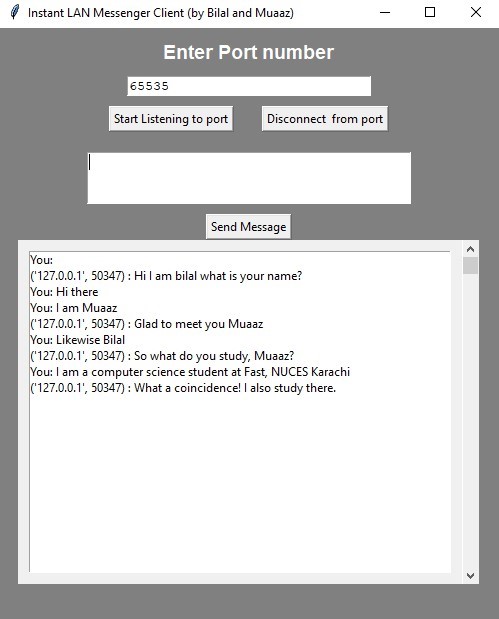 Instant LAN Messenger Client (by Bilal and Muaaz)
Enter Port number
65535
Start Listening to port
Disconnect  from port
Send Message
You:
('127.0.0.1', 50347) : Hi I am bilal what is your name?
You: Hi there
You: I am Muaaz
('127.0.0.1', 50347) : Glad to meet you Muaaz
You: Likewise Bilal
('127.0.0.1', 50347) : So what do you study, Muaaz?
You: I am a computer science student at Fast, NUCES Karachi
('127.0.0.1', 50347) : What a coincidence! I also study there.